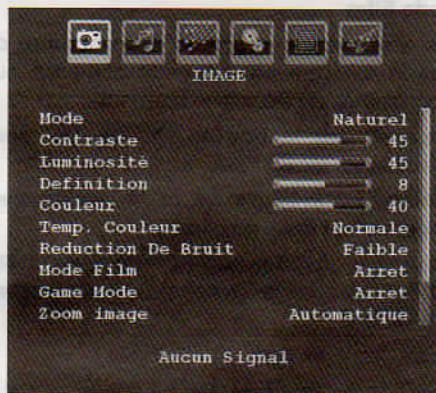 IMAGE
Mode Naturel
Contraste 45
Luminosité 45
Definition 8
Couleur 40
Temp. Couleur Normale
Reduction De Bruit Faible
Mode Film Arret
Game Mode Arret
Zoom image Automatique
Aucun Signal